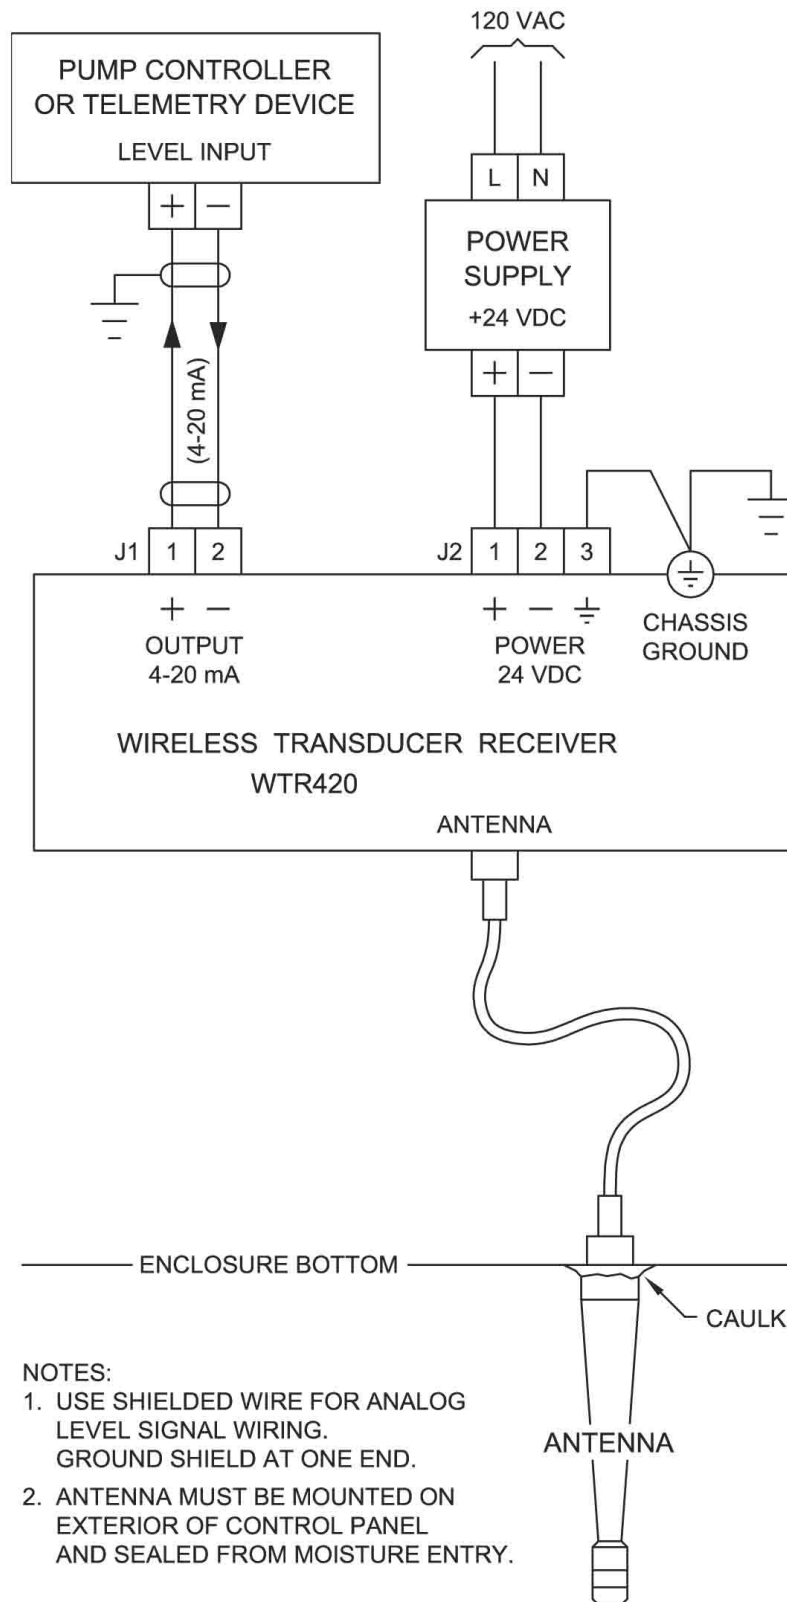 120 VAC
PUMP CONTROLLER
OR TELEMETRY DEVICE
LEVEL INPUT
+ −
L N
POWER
SUPPLY
+24 VDC
+ −
(4-20 mA)
J1 1 2
J2 1 2 3
+ −
OUTPUT
4-20 mA
+ −
POWER
24 VDC
CHASSIS
GROUND
WIRELESS TRANSDUCER RECEIVER
WTR420
ANTENNA
ENCLOSURE BOTTOM
CAULK
ANTENNA
NOTES:
1. USE SHIELDED WIRE FOR ANALOG
LEVEL SIGNAL WIRING.
GROUND SHIELD AT ONE END.
2. ANTENNA MUST BE MOUNTED ON
EXTERIOR OF CONTROL PANEL
AND SEALED FROM MOISTURE ENTRY.